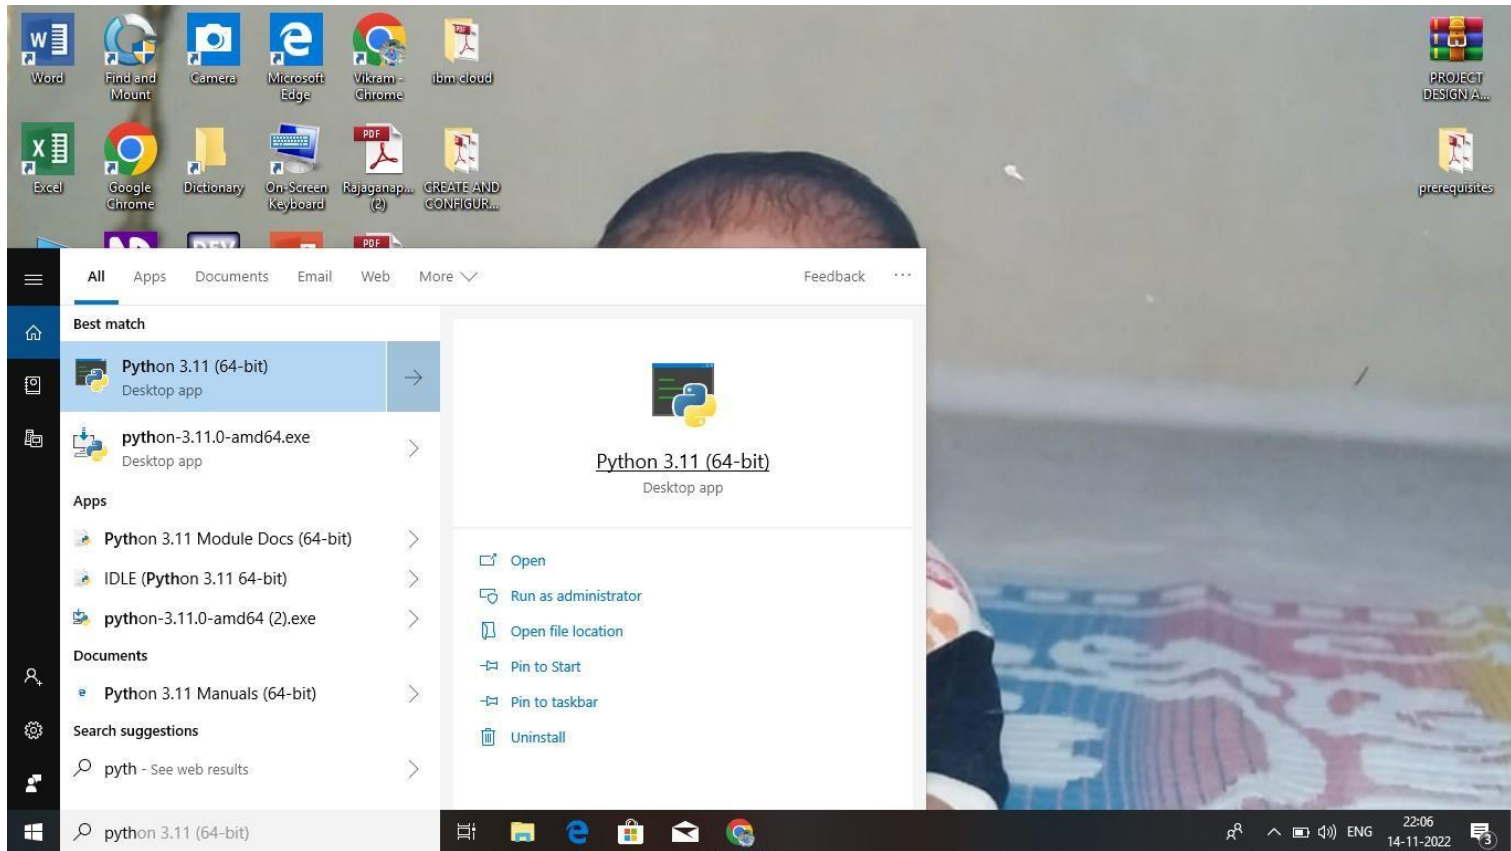 Word
Find and
Mount
Camera
Microsoft
Edge
Vikram -
Chrome
ibm cloud
PROJECT
DESIGN A...
Excel
Google
Chrome
Dictionary
On-Screen
Keyboard
PDF
Rajaganap...
(2)
CREATE AND
CONFIGUR...
prerequisites
DEV
PDF
All Apps Documents Email Web More Feedback ...
Best match
Python 3.11 (64-bit)
Desktop app
python-3.11.0-amd64.exe
Desktop app
Apps
Python 3.11 Module Docs (64-bit)
IDLE (Python 3.11 64-bit)
python-3.11.0-amd64 (2).exe
Documents
Python 3.11 Manuals (64-bit)
Search suggestions
pyth - See web results
python 3.11 (64-bit)
Python 3.11 (64-bit)
Desktop app
Open
Run as administrator
Open file location
Pin to Start
Pin to taskbar
Uninstall
ENG
22:06
14-11-2022
3